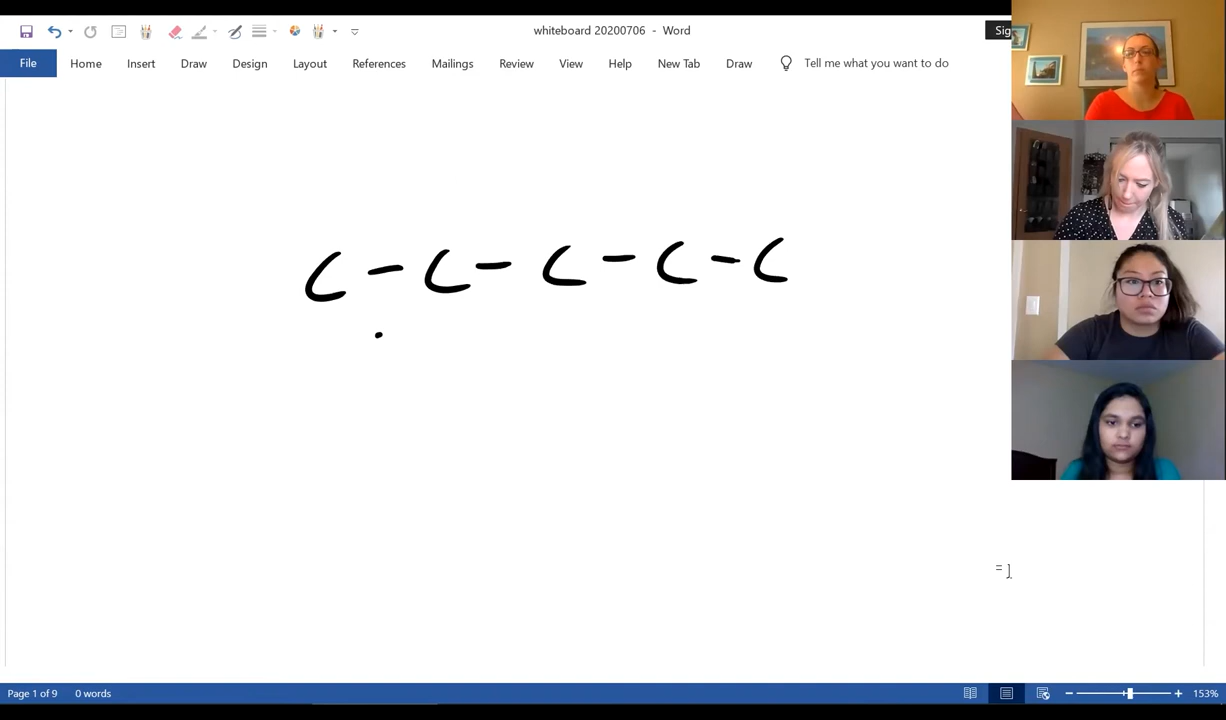 whiteboard 20200706 - Word
Sig
File Home Insert Draw Design Layout References Mailings Review View Help New Tab Draw Tell me what you want to do
C - C - C - C - C
Page 1 of 9 0 words 153%